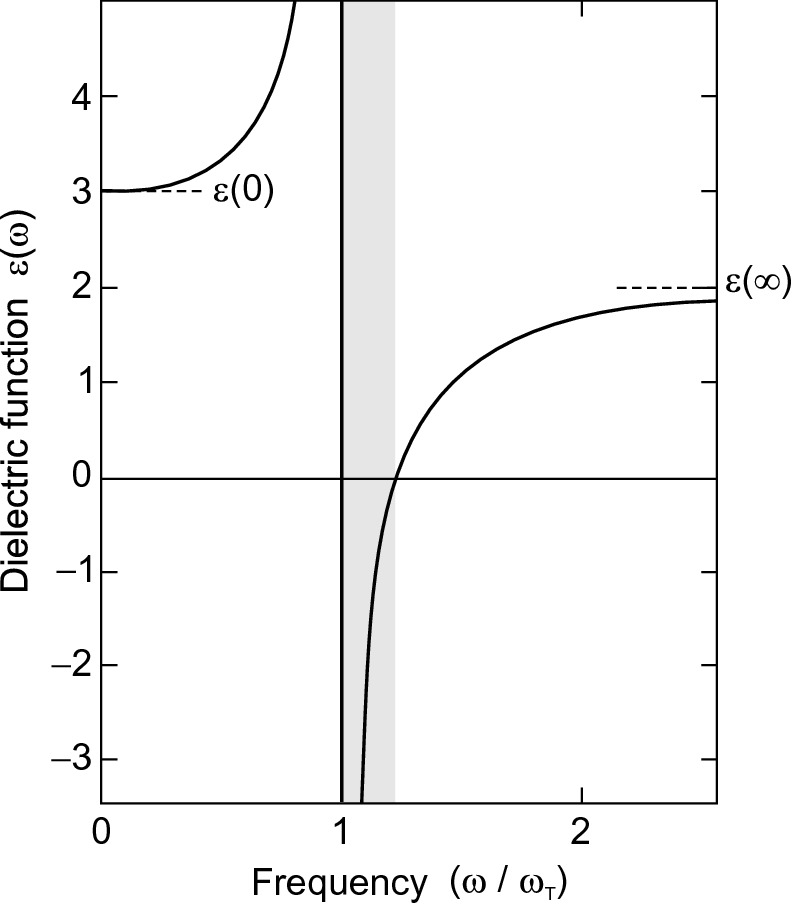 4
3
ε(0)
2
ε(∞)
1
0
–1
–2
–3
0 1 2
Dielectric function ε(ω)
Frequency (ω / ω_T)